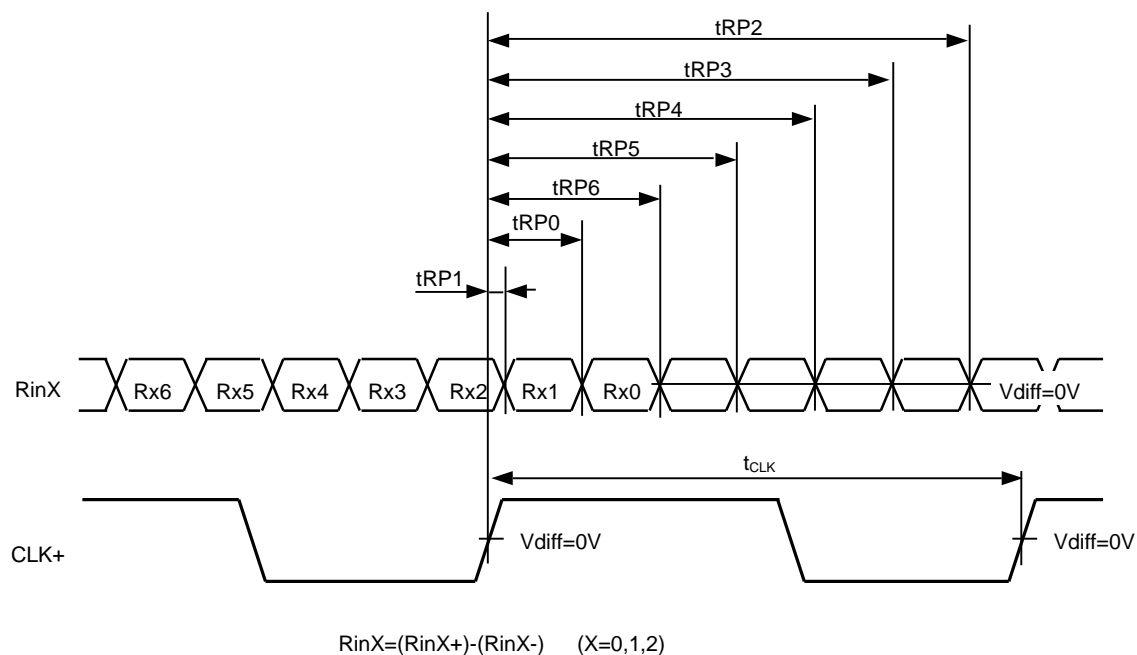 tRP2
tRP3
tRP4
tRP5
tRP6
tRP0
tRP1
RinX Rx6 Rx5 Rx4 Rx3 Rx2 Rx1 Rx0 Vdiff=0V
tCLK
CLK+ Vdiff=0V Vdiff=0V
RinX=(RinX+)-(RinX-) (X=0,1,2)